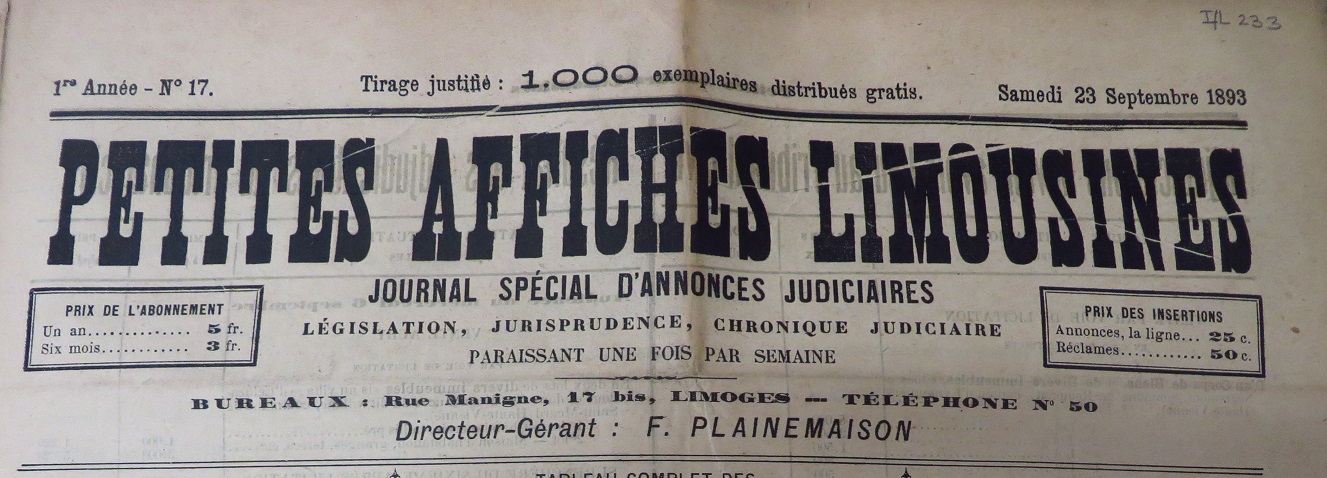 I/L 233
1re Année - N° 17.
Tirage justifié : 1.000 exemplaires distribués gratis.
Samedi 23 Septembre 1893
PETITES AFFICHES LIMOUSINES
JOURNAL SPÉCIAL D'ANNONCES JUDICIAIRES
LÉGISLATION, JURISPRUDENCE, CHRONIQUE JUDICIAIRE
PARAISSANT UNE FOIS PAR SEMAINE
PRIX DE L'ABONNEMENT
Un an.............. 5 fr.
Six mois............ 3 fr.
PRIX DES INSERTIONS
Annonces, la ligne... 25 c.
Réclames........... 50 c.
BUREAUX : Rue Manigne, 17 bis, LIMOGES --- TÉLÉPHONE N° 50
Directeur-Gérant : F. PLAINEMAISON
TABLEAU COMPLET DES